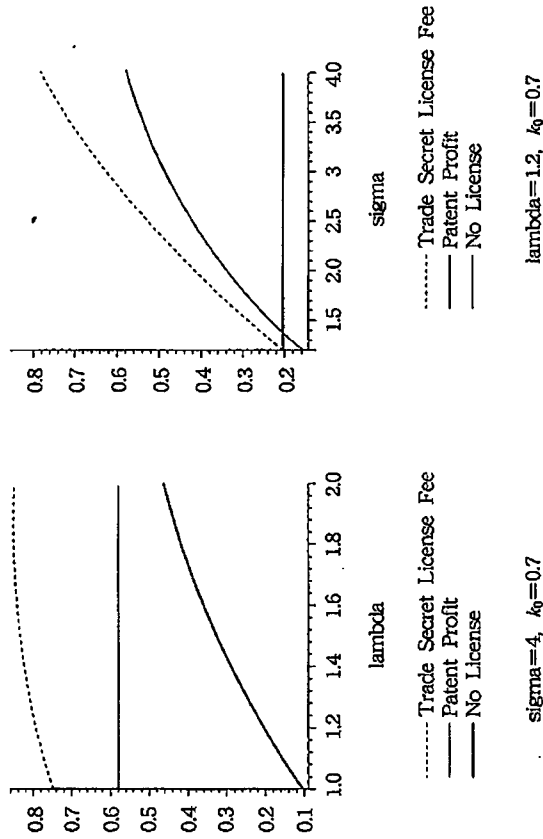 0.8
0.7
0.6
0.5
0.4
0.3
0.2
0.1
1.0 1.2 1.4 1.6 1.8 2.0
lambda
Trade Secret License Fee
Patent Profit
No License
sigma=4, k₀=0.7
0.8
0.7
0.6
0.5
0.4
0.3
0.2
1.5 2.0 2.5 3 3.5 4.0
sigma
Trade Secret License Fee
Patent Profit
No License
lambda=1.2, k₀=0.7